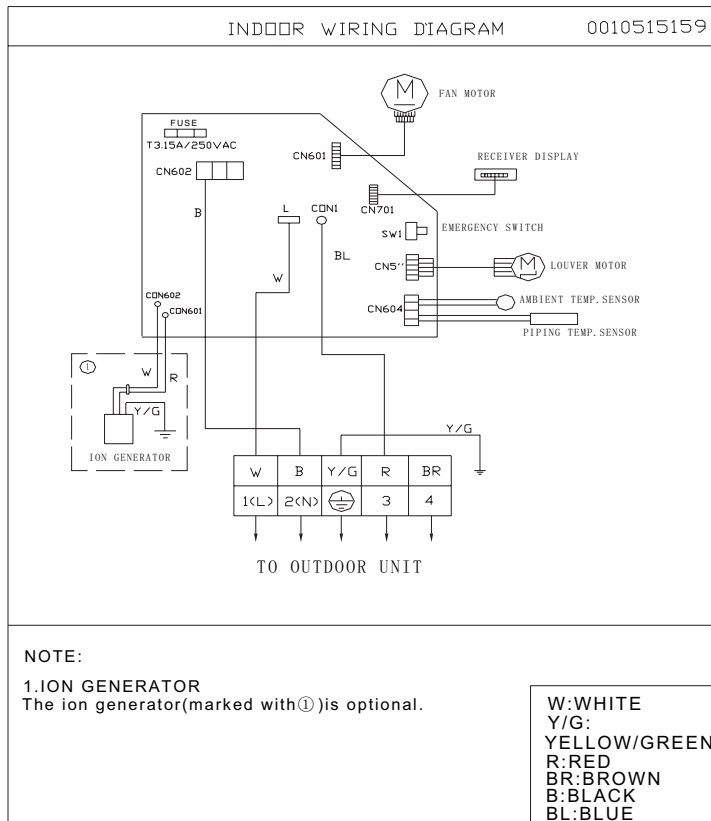 INDOOR WIRING DIAGRAM 0010515159
FAN MOTOR
FUSE
T3.15A/250VAC
CN602
CN601
RECEIVER DISPLAY
CN701
B
L
CON1
SW1
EMERGENCY SWITCH
BL
CN5''
LOUVER MOTOR
W
CON602
CON601
CN604
AMBIENT TEMP.SENSOR
PIPING TEMP.SENSOR
①
W
R
Y/G
ION GENERATOR
Y/G
W B Y/G R BR
1(L) 2(N) 3 4
TO OUTDOOR UNIT
NOTE:
1.ION GENERATOR
The ion generator(marked with①)is optional.
W:WHITE
Y/G:
YELLOW/GREEN
R:RED
BR:BROWN
B:BLACK
BL:BLUE